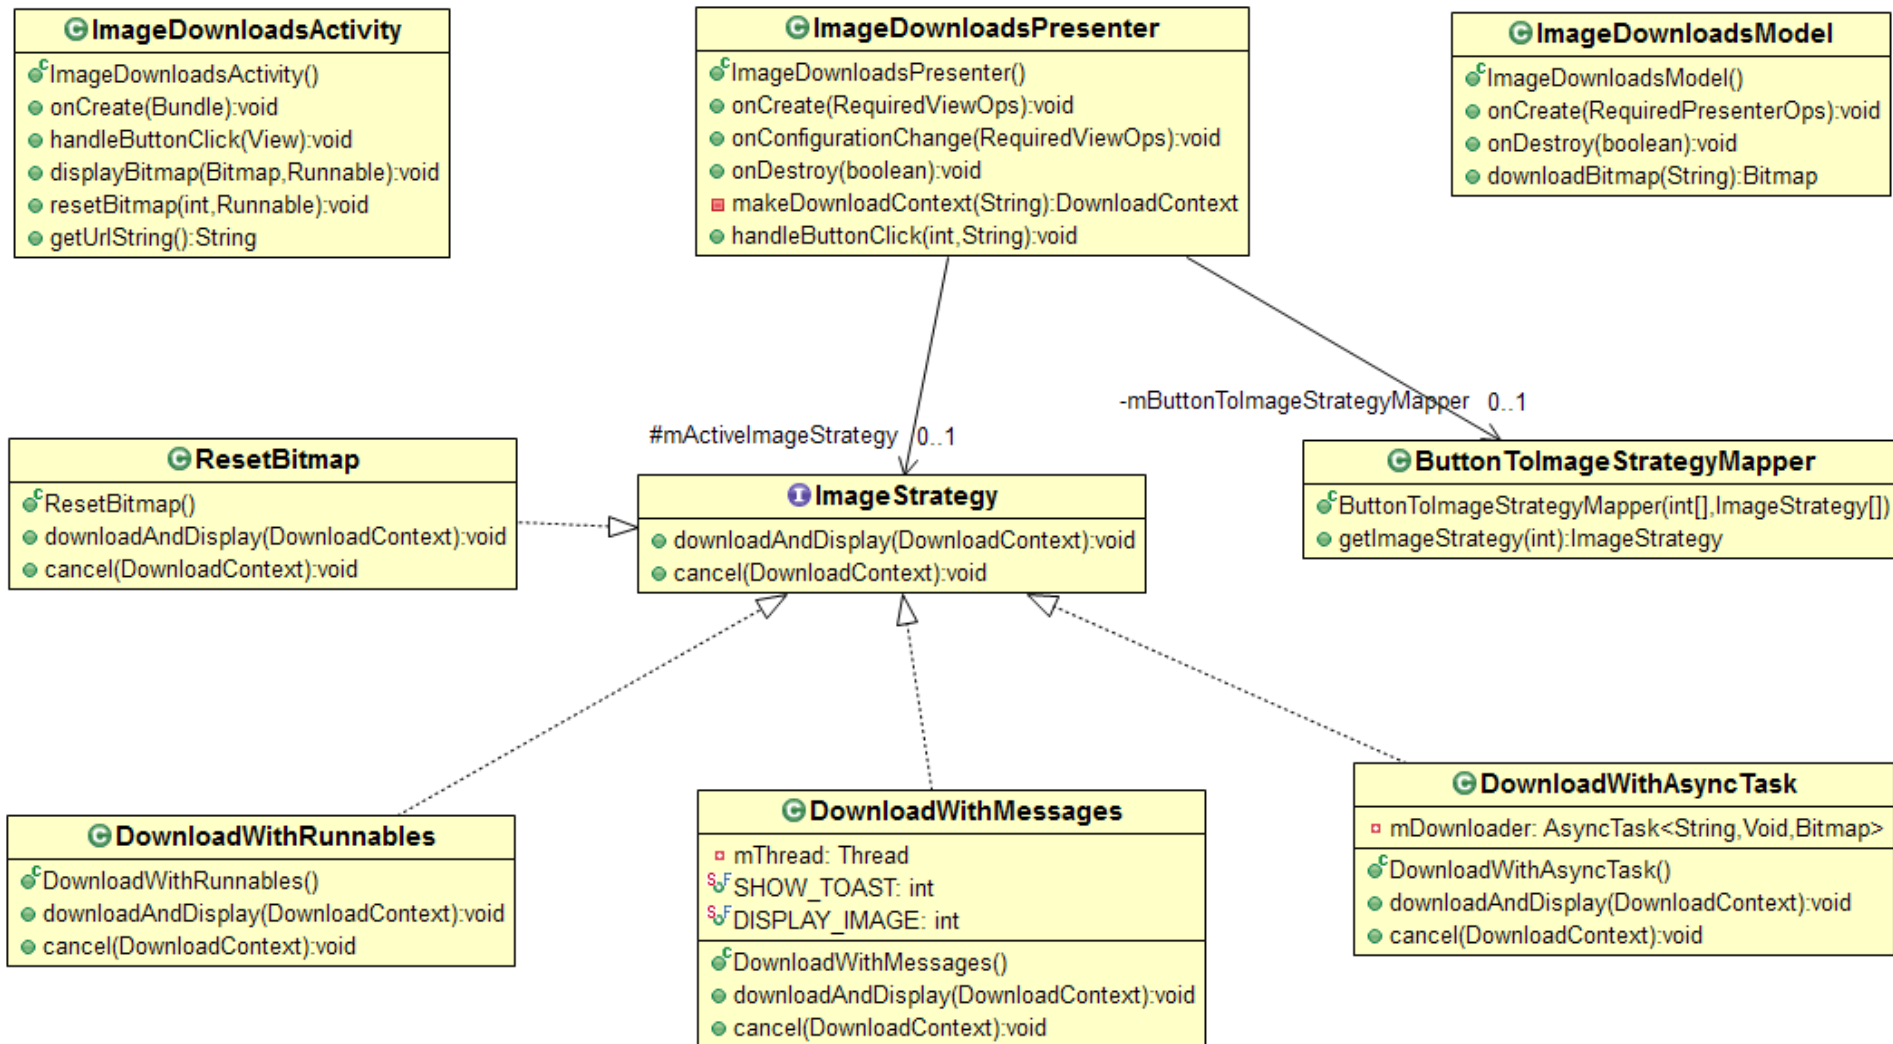 ImageDownloadsActivity
ImageDownloadsActivity()
onCreate(Bundle):void
handleButtonClick(View):void
displayBitmap(Bitmap,Runnable):void
resetBitmap(int,Runnable):void
getUrlString():String
ImageDownloadsPresenter
ImageDownloadsPresenter()
onCreate(RequiredViewOps):void
onConfigurationChange(RequiredViewOps):void
onDestroy(boolean):void
makeDownloadContext(String):DownloadContext
handleButtonClick(int,String):void
ImageDownloadsModel
ImageDownloadsModel()
onCreate(RequiredPresenterOps):void
onDestroy(boolean):void
downloadBitmap(String):Bitmap
-mButtonToImageStrategyMapper 0..1
#mActiveImageStrategy 0..1
ResetBitmap
ResetBitmap()
downloadAndDisplay(DownloadContext):void
cancel(DownloadContext):void
ImageStrategy
downloadAndDisplay(DownloadContext):void
cancel(DownloadContext):void
ButtonToImageStrategyMapper
ButtonToImageStrategyMapper(int[],ImageStrategy[])
getImageStrategy(int):ImageStrategy
DownloadWithRunnables
DownloadWithRunnables()
downloadAndDisplay(DownloadContext):void
cancel(DownloadContext):void
DownloadWithMessages
mThread: Thread
SHOW_TOAST: int
DISPLAY_IMAGE: int
DownloadWithMessages()
downloadAndDisplay(DownloadContext):void
cancel(DownloadContext):void
DownloadWithAsyncTask
mDownloader: AsyncTask<String,Void,Bitmap>
DownloadWithAsyncTask()
downloadAndDisplay(DownloadContext):void
cancel(DownloadContext):void